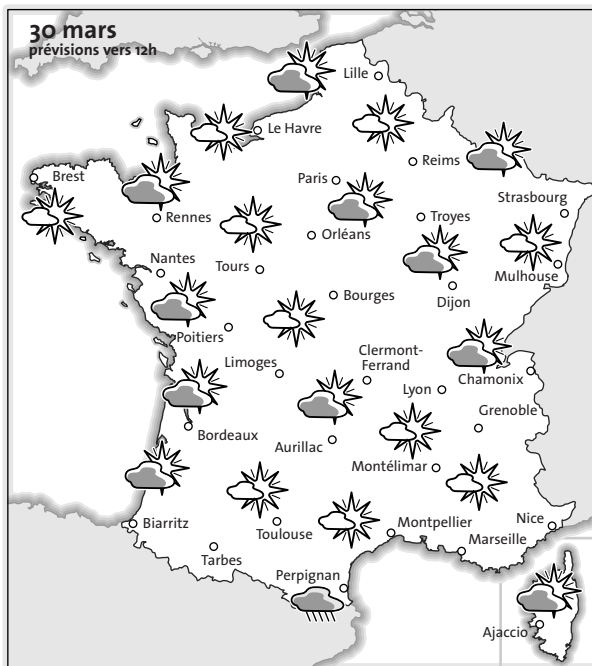 30 mars
prévisions vers 12h
Lille
Le Havre
Reims
Brest
Paris
Strasbourg
Rennes
Troyes
Orléans
Nantes
Tours
Mulhouse
Dijon
Bourges
Poitiers
Clermont-
Ferrand
Limoges
Chamonix
Lyon
Grenoble
Bordeaux
Aurillac
Montélimar
Biarritz
Toulouse
Montpellier
Nice
Marseille
Tarbes
Perpignan
Ajaccio